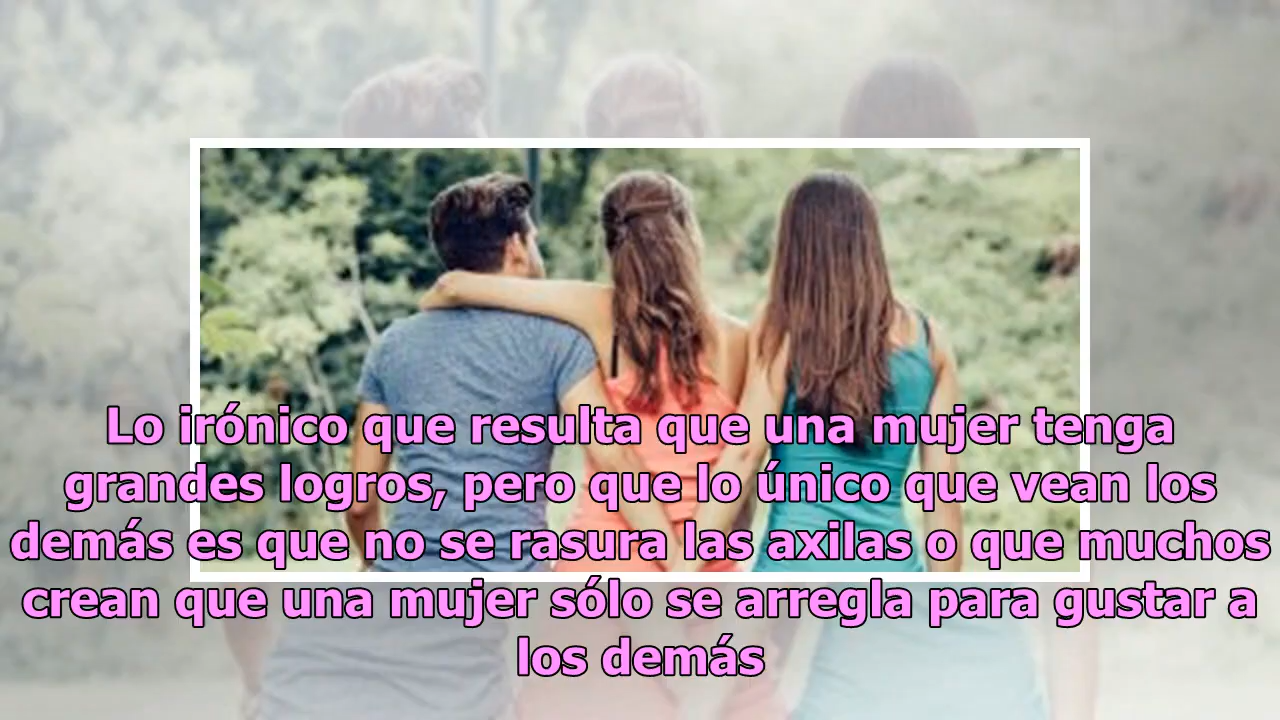 Lo irónico que resulta que una mujer tenga
grandes logros, pero que lo único que vean los
demás es que no se rasura las axilas o que muchos
crean que una mujer sólo se arregla para gustar a
los demás